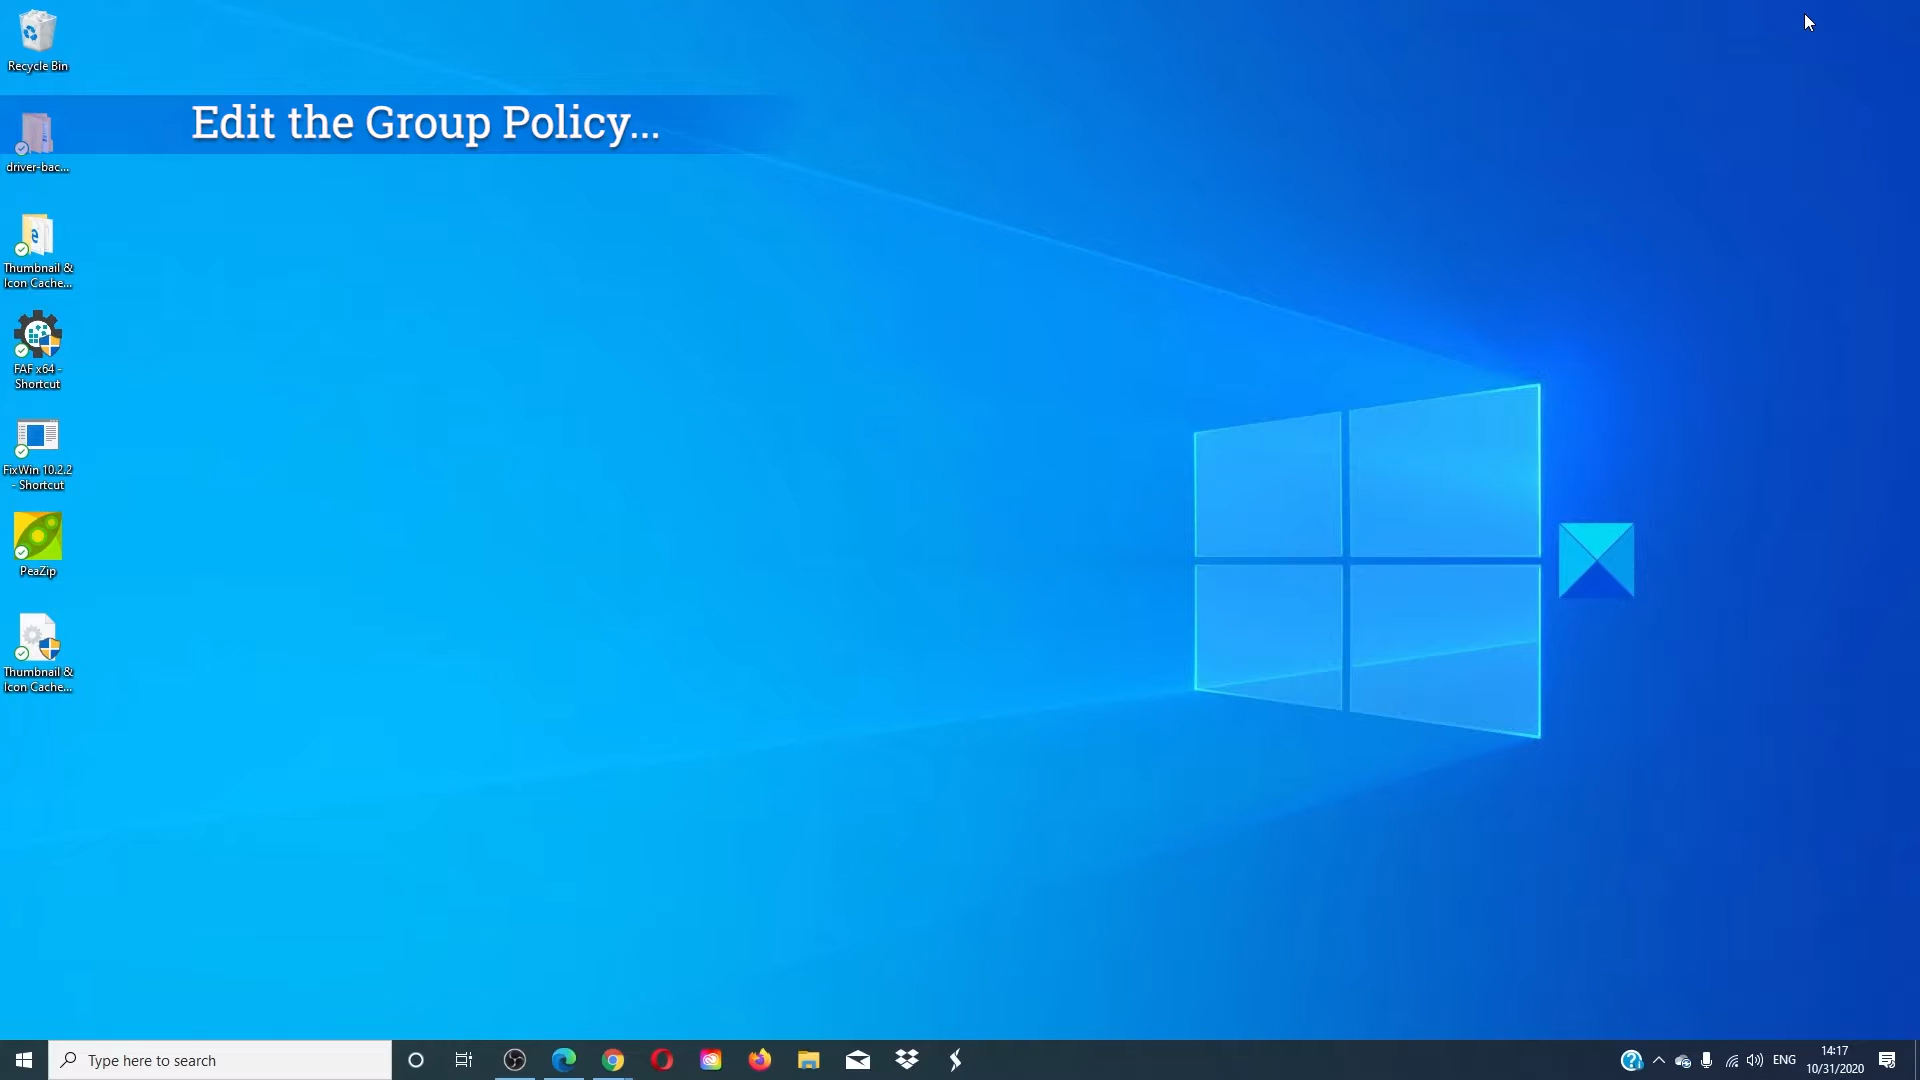 Recycle Bin
Edit the Group Policy...
driver-bac...
Thumbnail &
Icon Cache...
FAF x64 -
Shortcut
FixWin 10.2.2
- Shortcut
PeaZip
Thumbnail &
Icon Cache...
Type here to search
ENG
14:17
10/31/2020